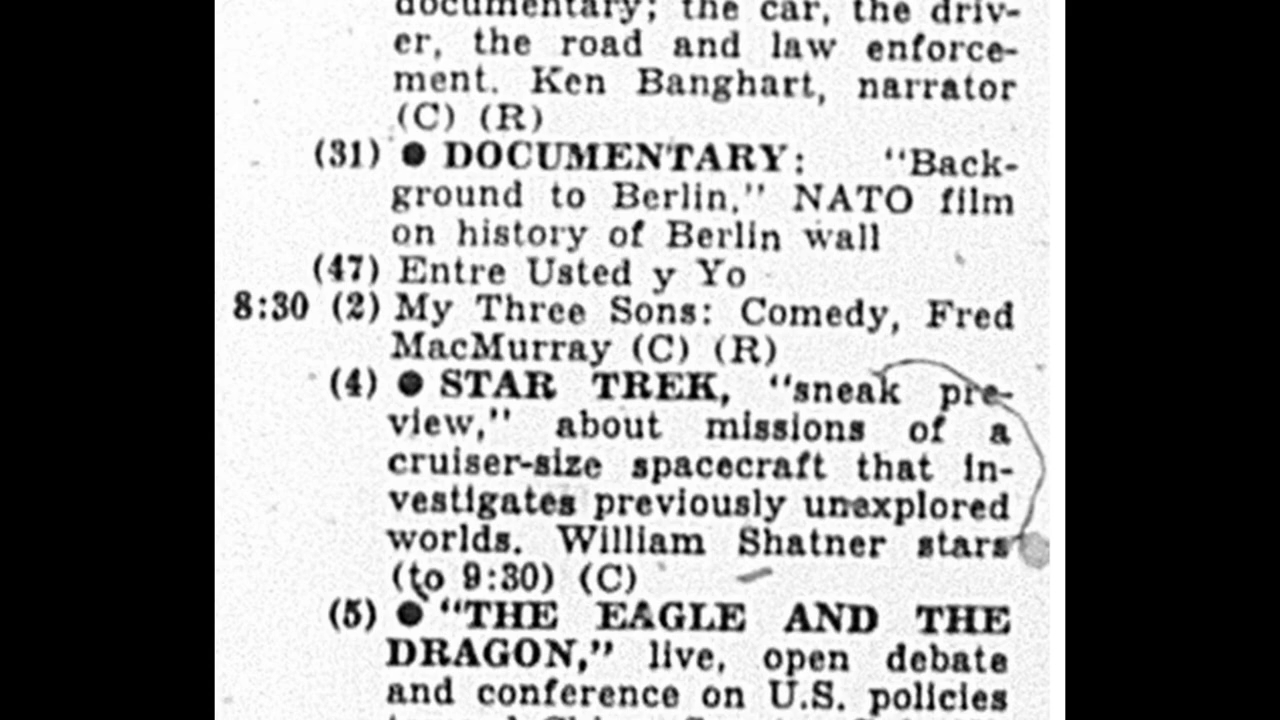 documentary; the car, the driv-
er, the road and law enforce-
ment. Ken Banghart, narrator
(C) (R)
(31) ● DOCUMENTARY: "Back-
ground to Berlin," NATO film
on history of Berlin wall
(47) Entre Usted y Yo
8:30 (2) My Three Sons: Comedy, Fred
MacMurray (C) (R)
(4) ● STAR TREK, "sneak pre-
view," about missions of a
cruiser-size spacecraft that in-
vestigates previously unexplored
worlds. William Shatner stars
(to 9:30) (C)
(5) ● "THE EAGLE AND THE
DRAGON," live, open debate
and conference on U.S. policies